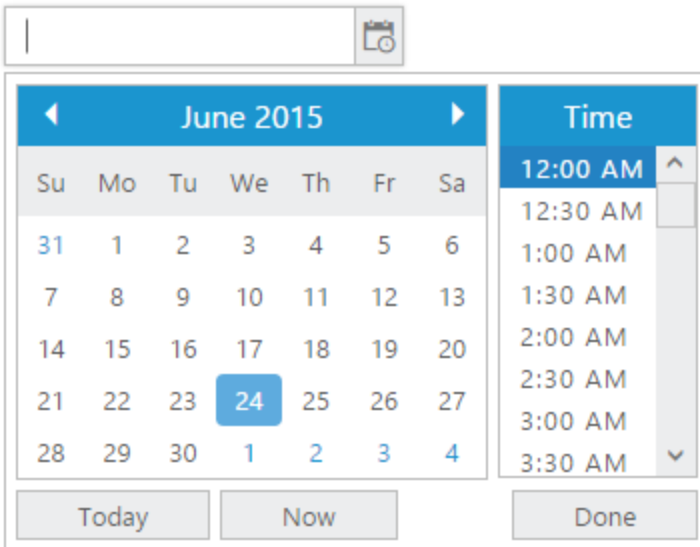 June 2015
Su Mo Tu We Th Fr Sa
31 1 2 3 4 5 6
7 8 9 10 11 12 13
14 15 16 17 18 19 20
21 22 23 24 25 26 27
28 29 30 1 2 3 4
Time
12:00 AM
12:30 AM
1:00 AM
1:30 AM
2:00 AM
2:30 AM
3:00 AM
3:30 AM
Today Now Done